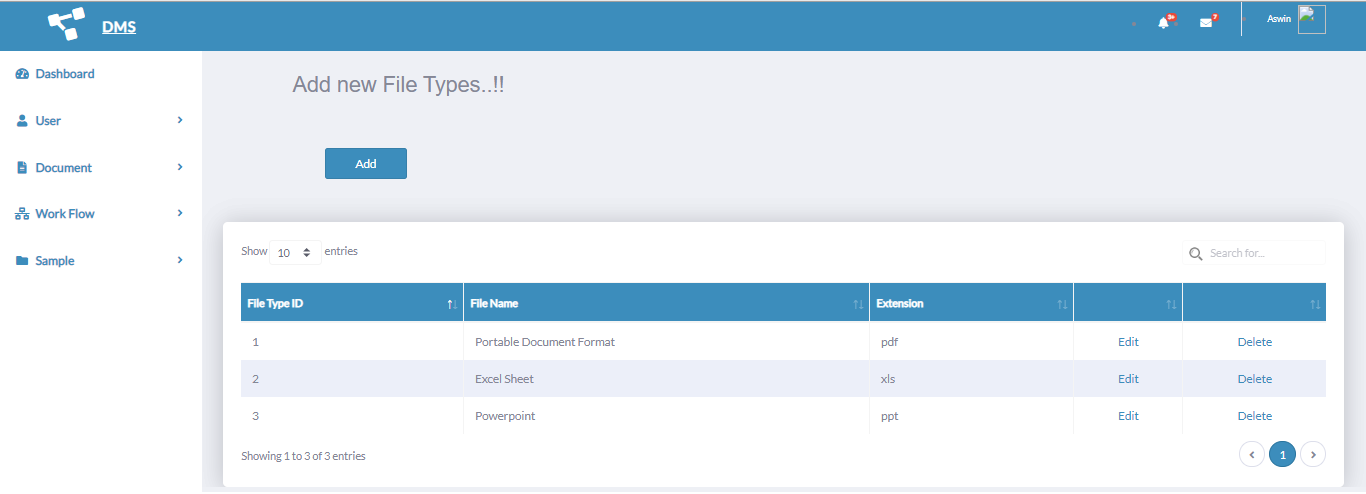 DMS
3+
7
Aswin
Dashboard
User
Document
Work Flow
Sample
Add new File Types..!!
Add
Show 10 entries
Search for...
File Type ID File Name Extension
1 Portable Document Format pdf Edit Delete
2 Excel Sheet xls Edit Delete
3 Powerpoint ppt Edit Delete
Showing 1 to 3 of 3 entries
1